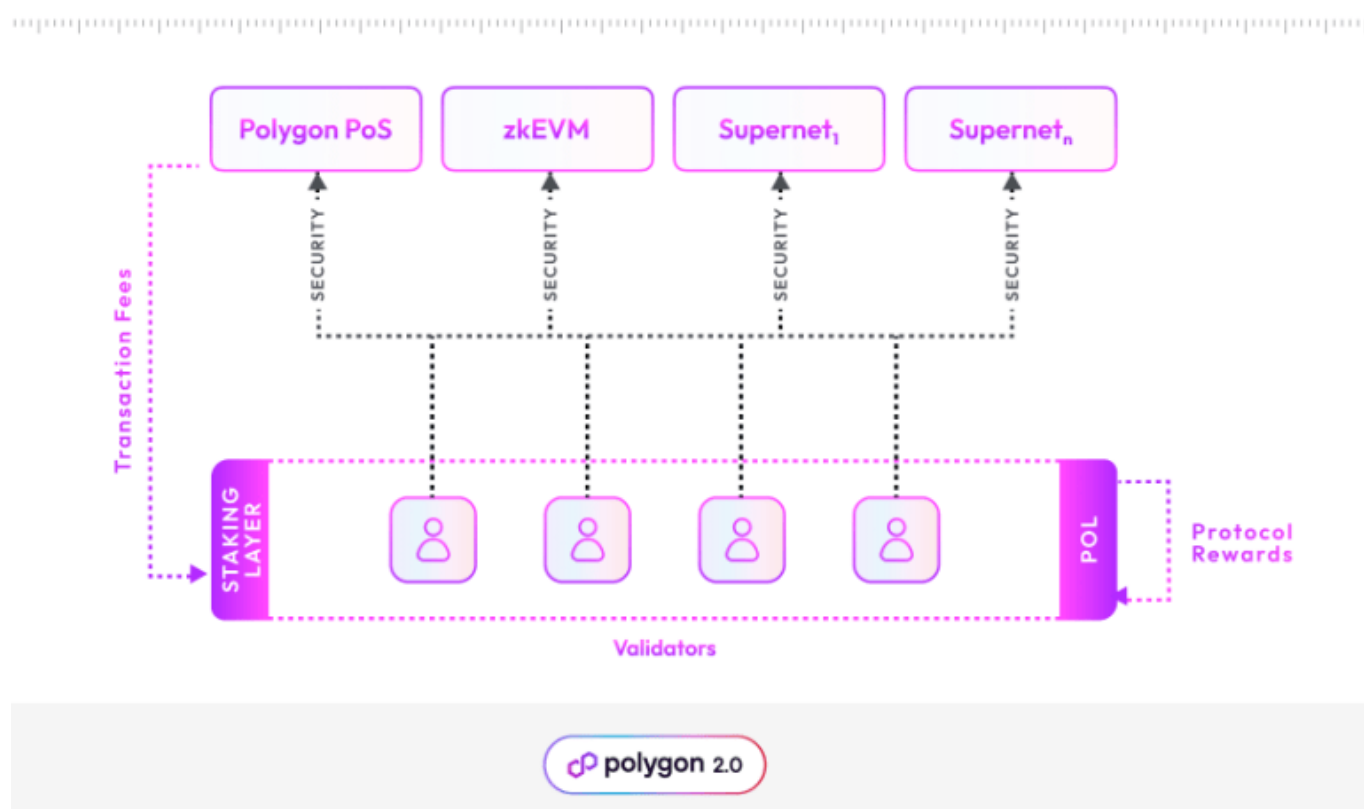 Polygon PoS
zkEVM
Supernet₁
Supernetₙ
SECURITY
SECURITY
SECURITY
SECURITY
Transaction Fees
STAKING
LAYER
POL
Protocol
Rewards
Validators
polygon 2.0